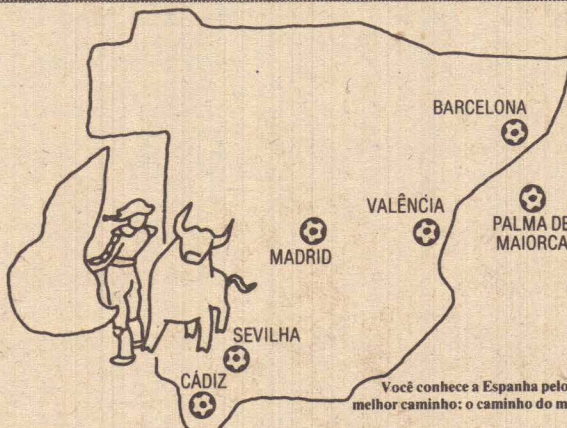 BARCELONA
VALÊNCIA
PALMA DE
MAIORCA
MADRID
SEVILHA
CÁDIZ
Você conhece a Espanha pelo
melhor caminho: o caminho do